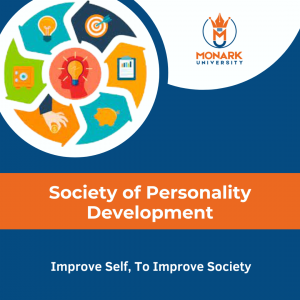 MONARK
UNIVERSITY
Society of Personality
Development
Improve Self, To Improve Society